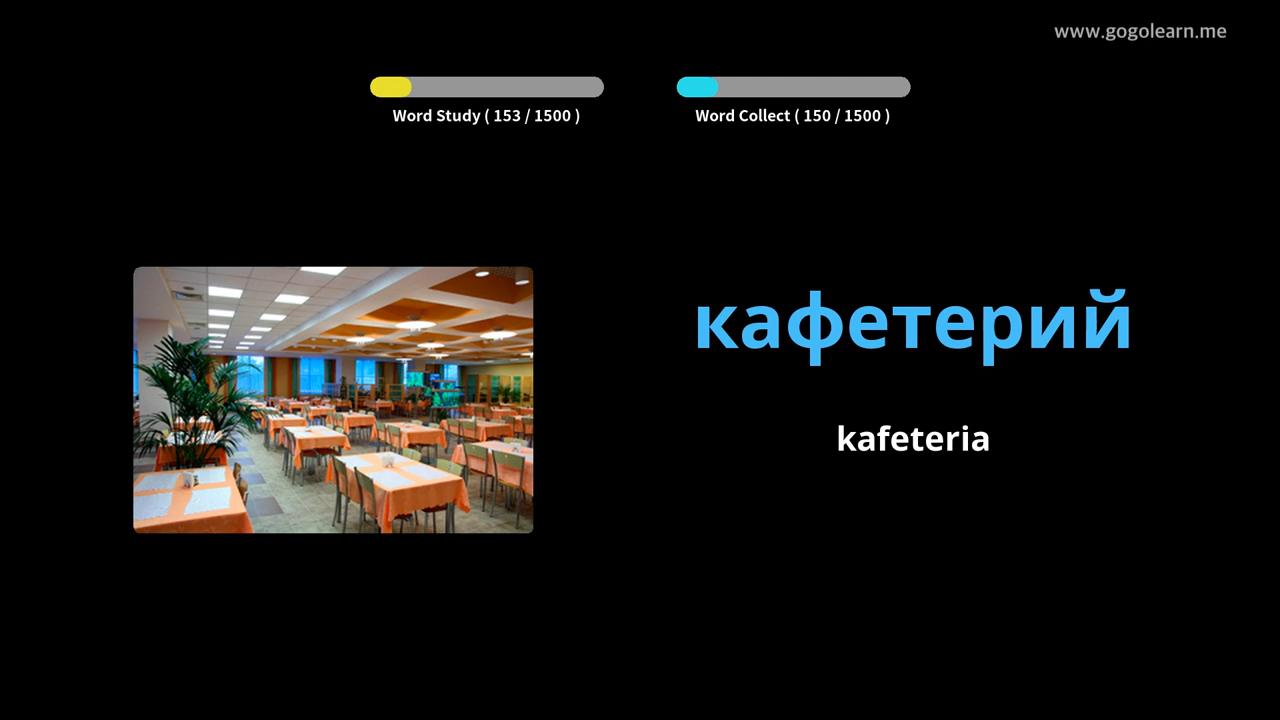 www.gogolearn.me
Word Study ( 153 / 1500 )
Word Collect ( 150 / 1500 )
кафетерий
kafeteria